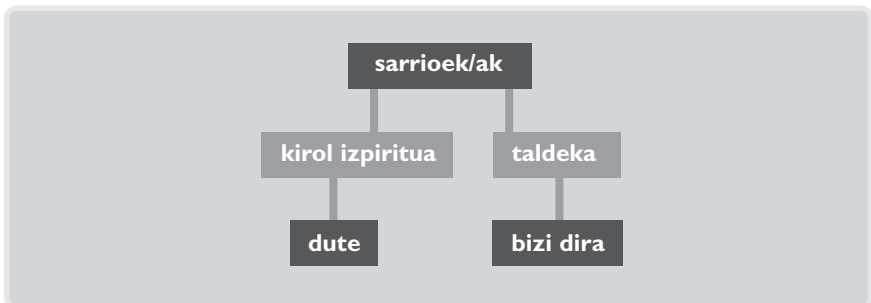 sarrioek/ak
kirol izpiritua
taldeka
dute
bizi dira